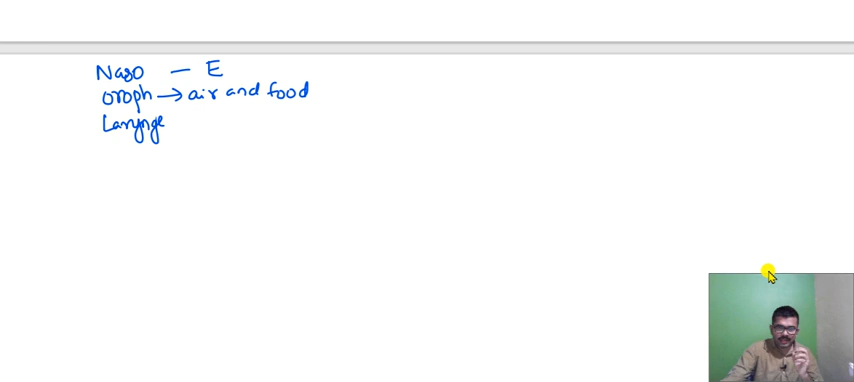 Naso — E
oroph → air and food
Larynge